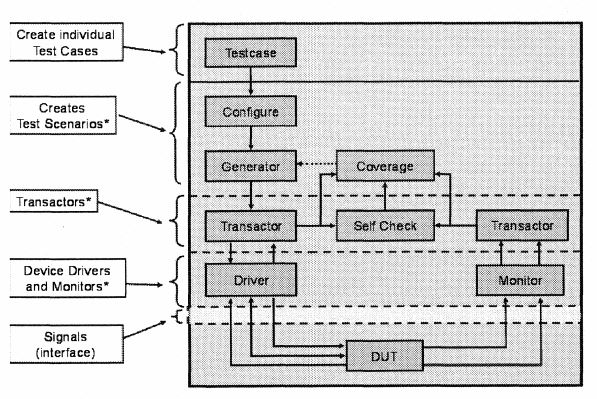 Create individual
Test Cases
Testcase
Creates
Test Scenarios*
Configure
Generator
Coverage
Transactors*
Transactor
Self Check
Transactor
Device Drivers
and Monitors*
Driver
Monitor
Signals
(interface)
DUT